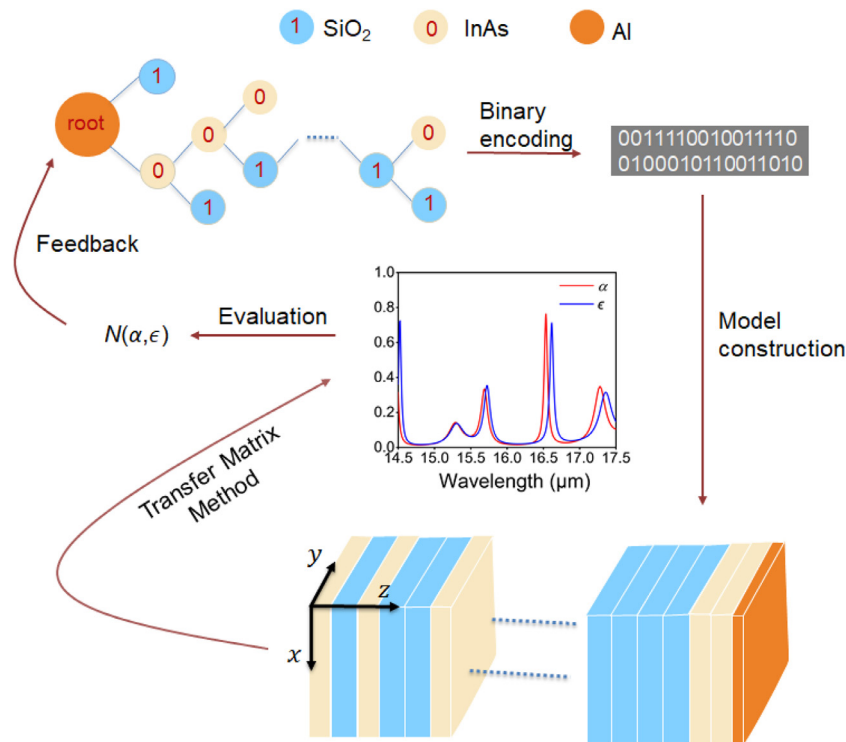 1 SiO₂ 0 InAs Al
root 1
0
0
0
1
1
1
0
1
Binary
encoding
001111001001111O
0100010110011010
Feedback
N(α,ϵ)
Evaluation
1.0
0.8
0.6
0.4
0.2
0.0
α
ϵ
14.5 15.0 15.5 16.0 16.5 17.0 17.5
Wavelength (μm)
Model
construction
Transfer Matrix
Method
y
z
x